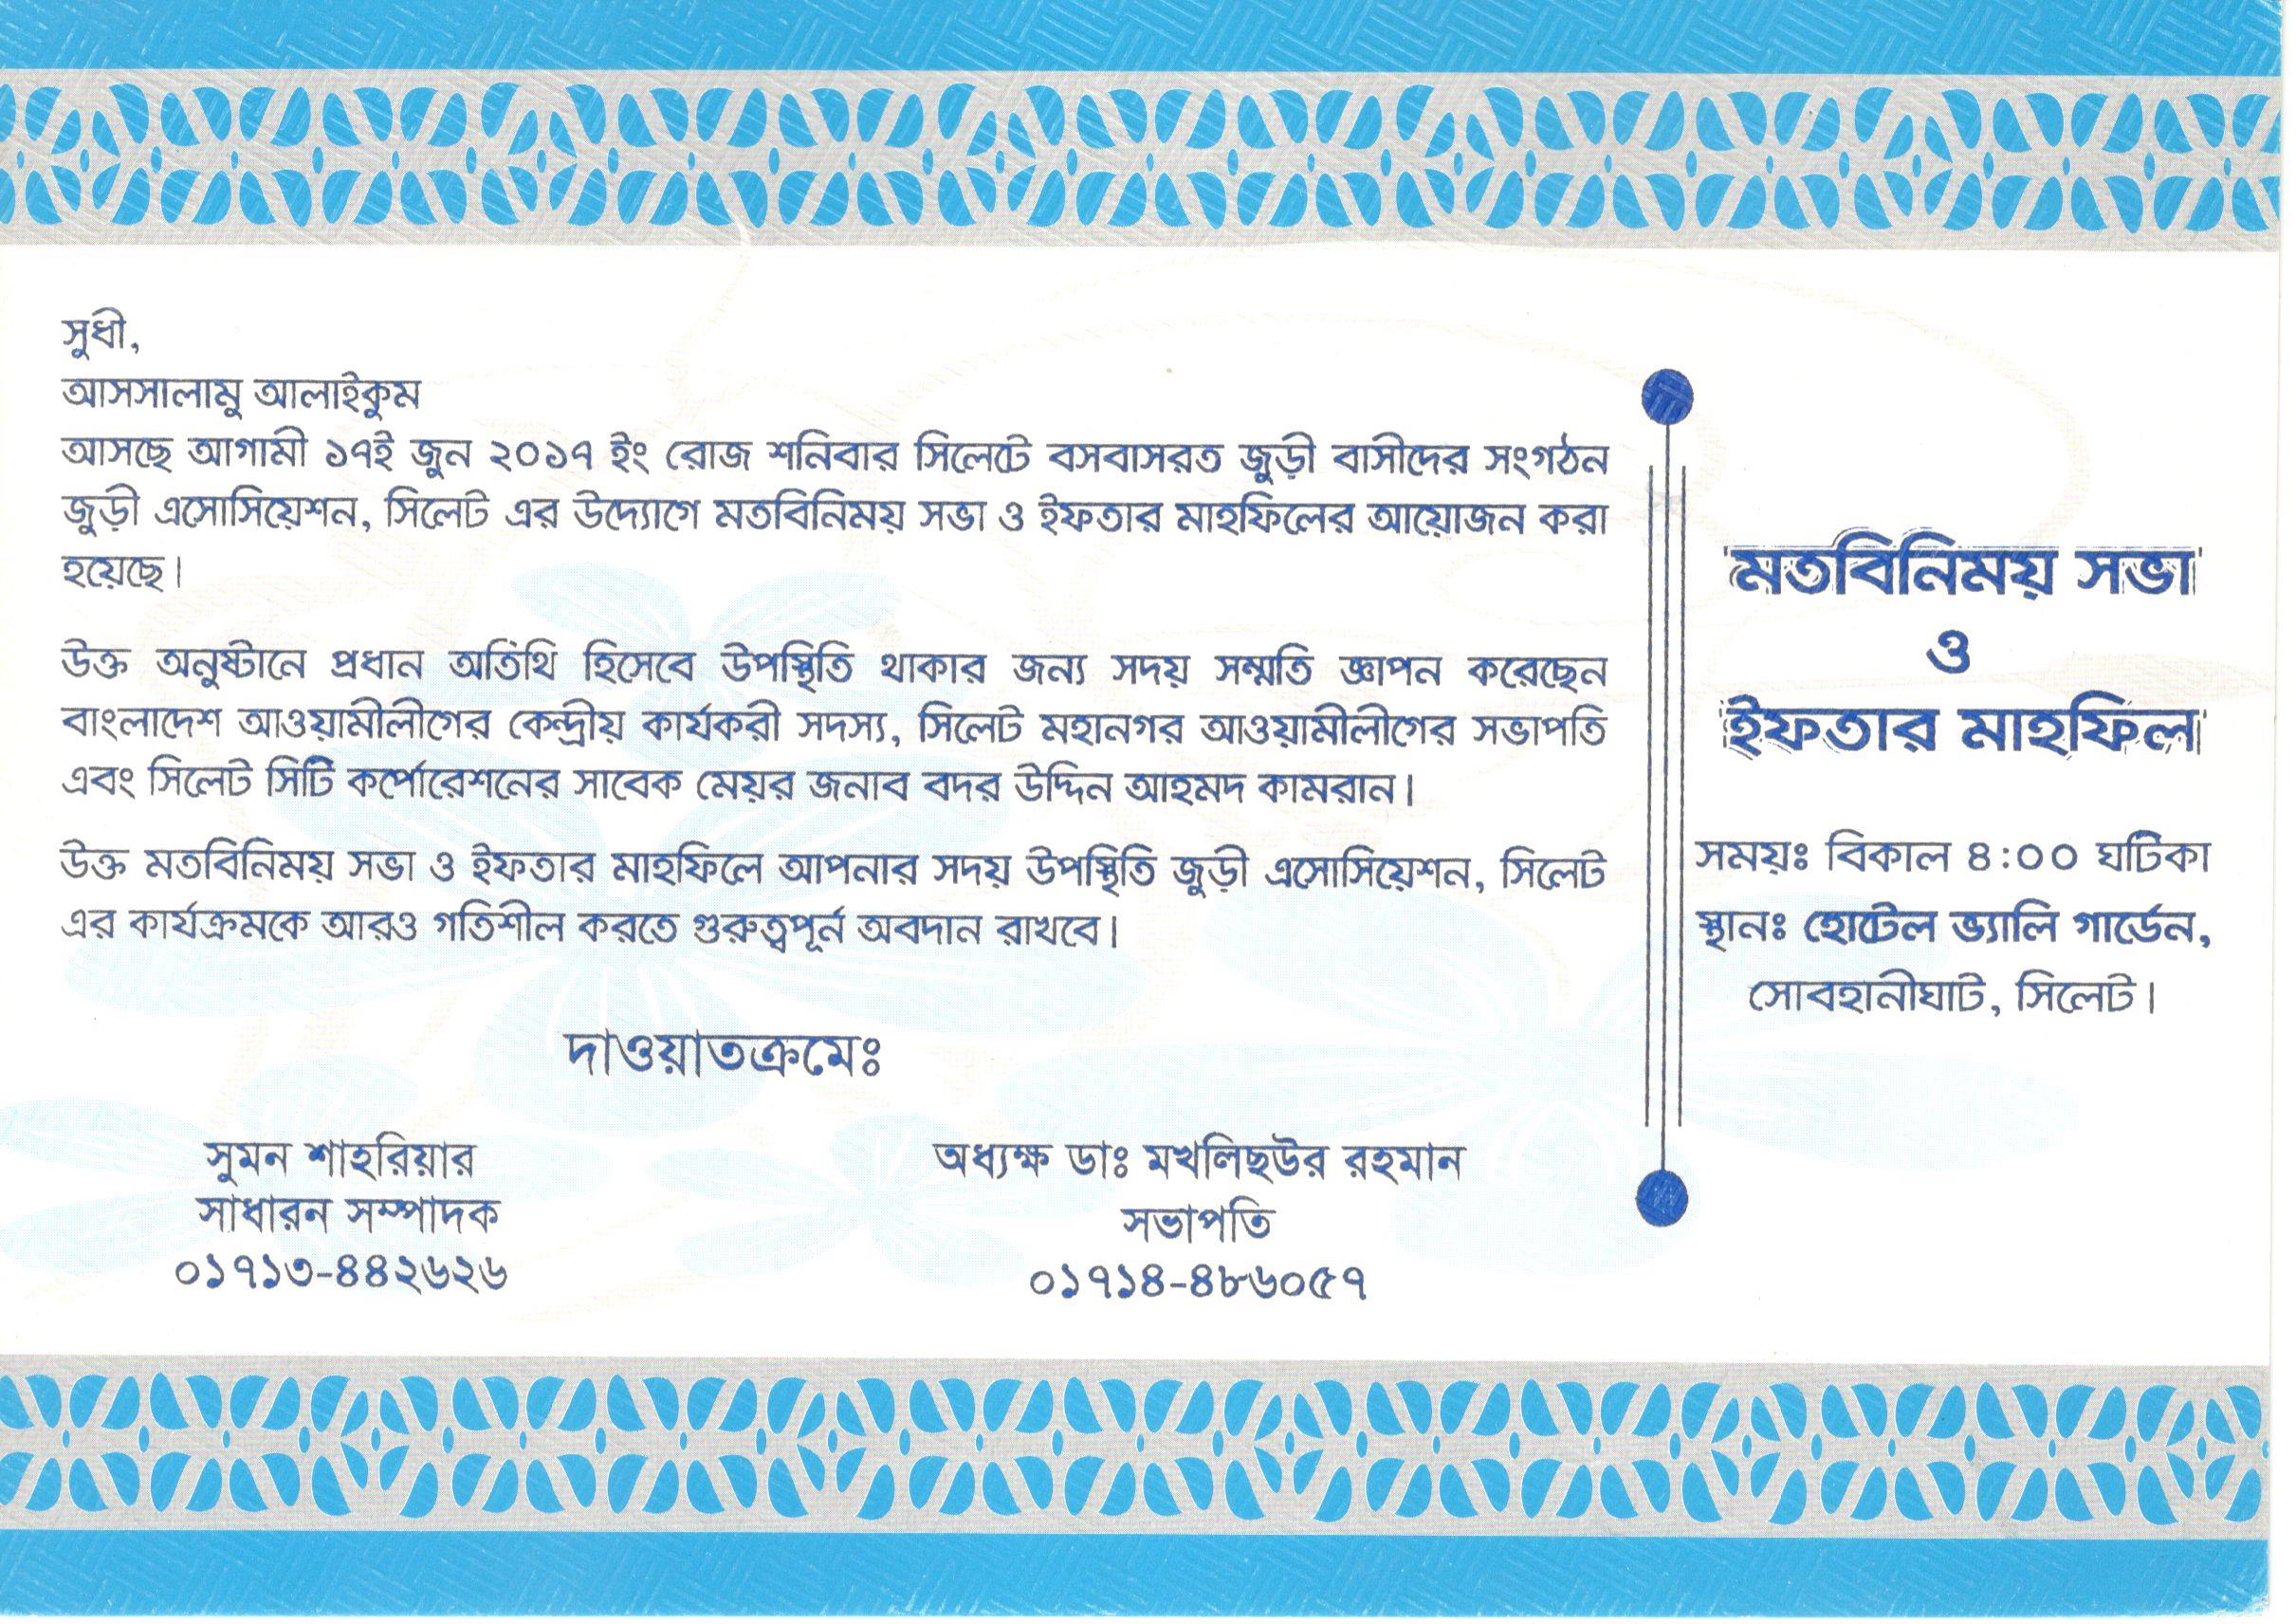 সুধী,
আসসালামু আলাইকুম
আসছে আগামী ১৭ই জুন ২০১৭ ইং রোজ শনিবার সিলেটে বসবাসরত জুড়ী বাসীদের সংগঠন
জুড়ী এসোসিয়েশন, সিলেট এর উদ্যোগে মতবিনিময় সভা ও ইফতার মাহফিলের আয়োজন করা
হয়েছে।
উক্ত অনুষ্টানে প্রধান অতিথি হিসেবে উপস্থিতি থাকার জন্য সদয় সম্মতি জ্ঞাপন করেছেন
বাংলাদেশ আওয়ামীলীগের কেন্দ্রীয় কার্যকরী সদস্য, সিলেট মহানগর আওয়ামীলীগের সভাপতি
এবং সিলেট সিটি কর্পোরেশনের সাবেক মেয়র জনাব বদর উদ্দিন আহমদ কামরান।
উক্ত মতবিনিময় সভা ও ইফতার মাহফিলে আপনার সদয় উপস্থিতি জুড়ী এসোসিয়েশন, সিলেট
এর কার্যক্রমকে আরও গতিশীল করতে গুরুত্বপূর্ন অবদান রাখবে।
দাওয়াতক্রমেঃ
সুমন শাহরিয়ার
সাধারন সম্পাদক
০১৭১৩-৪৪২৬২৬
অধ্যক্ষ ডাঃ মখলিছউর রহমান
সভাপতি
০১৭১৪-৪৮৬০৫৭
মতবিনিময় সভা
ও
ইফতার মাহফিল
সময়ঃ বিকাল ৪:০০ ঘটিকা
স্থানঃ হোটেল ভ্যালি গার্ডেন,
সোবহানীঘাট, সিলেট।